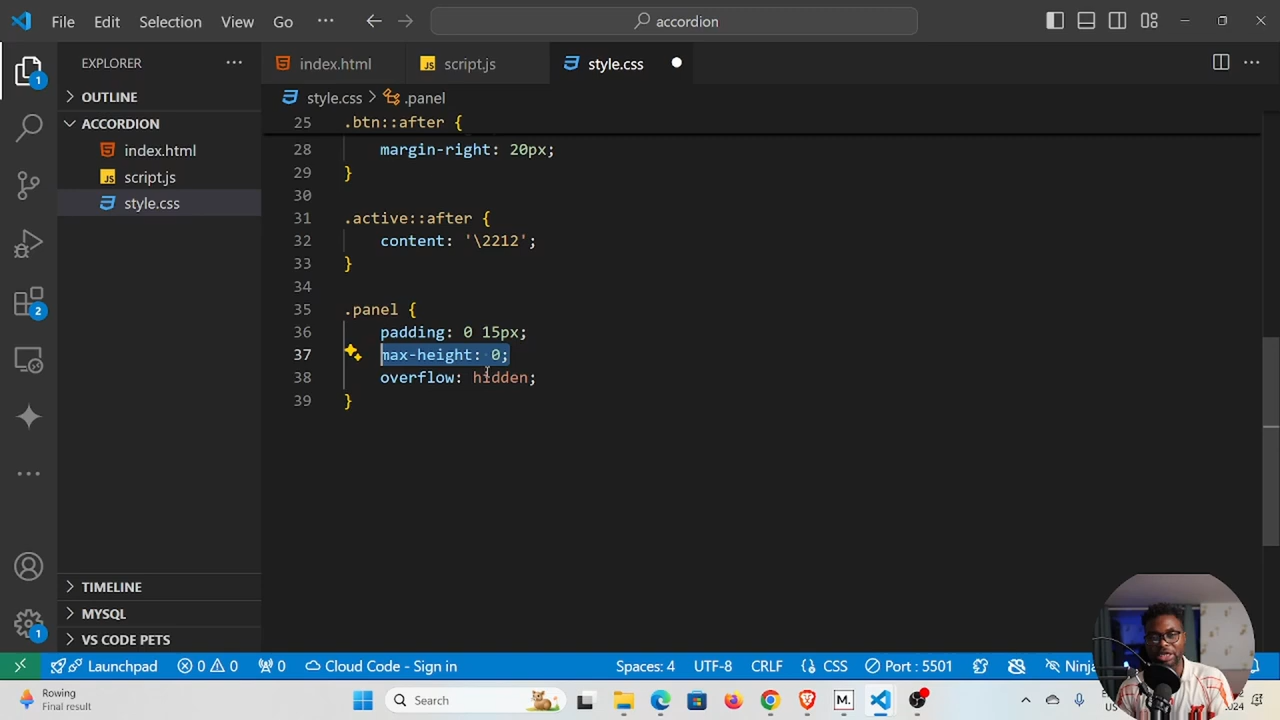 File Edit Selection View Go ··· accordion
EXPLORER ···
index.html script.js style.css
OUTLINE
style.css > .panel
ACCORDION
index.html
script.js
style.css
25 .btn::after {
28 margin-right: 20px;
29 }
30
31 .active::after {
32 content: '\2212';
33 }
34
35 .panel {
36 padding: 0 15px;
37 max-height: 0;
38 overflow: hidden;
39 }
1
2
1
TIMELINE
MYSQL
VS CODE PETS
Launchpad 0 0 0 Cloud Code - Sign in Spaces: 4 UTF-8 CRLF CSS Port : 5501
Rowing
Final result
Search
M.